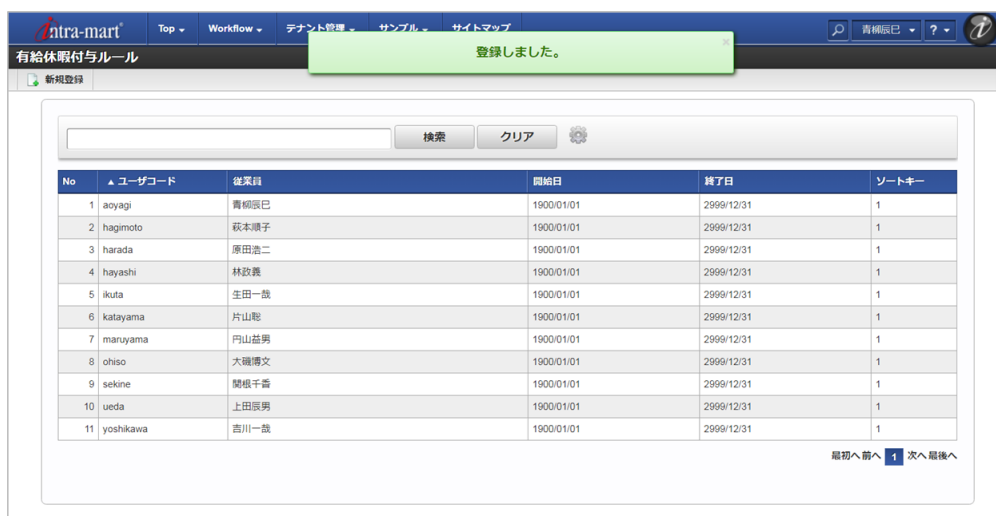 intra-mart®
Top Workflow テナント管理 サンプル サイトマップ 青柳辰巳 ?
登録しました。
有給休暇付与ルール
新規登録
検索 クリア
No ▲ ユーザコード 従業員 開始日 終了日 ソートキー
1 aoyagi 青柳辰巳 1900/01/01 2999/12/31 1
2 hagimoto 萩本順子 1900/01/01 2999/12/31 1
3 harada 原田浩二 1900/01/01 2999/12/31 1
4 hayashi 林政義 1900/01/01 2999/12/31 1
5 ikuta 生田一哉 1900/01/01 2999/12/31 1
6 katayama 片山聡 1900/01/01 2999/12/31 1
7 maruyama 円山益男 1900/01/01 2999/12/31 1
8 ohiso 大磯博文 1900/01/01 2999/12/31 1
9 sekine 関根千香 1900/01/01 2999/12/31 1
10 ueda 上田辰男 1900/01/01 2999/12/31 1
11 yoshikawa 吉川一哉 1900/01/01 2999/12/31 1
最初へ 前へ 1 次へ 最後へ